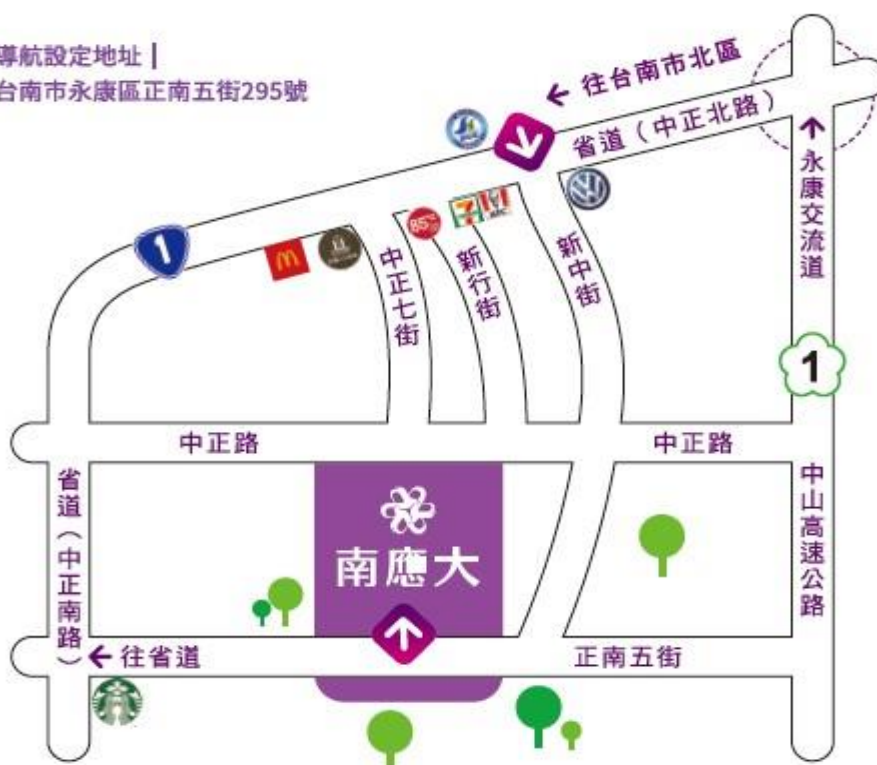 導航設定地址 |
台南市永康區正南五街295號
←往台南市北區
省道（中正北路）
永康交流道
1
85
7
中正七街
新行街
新中街
1
中正路
中正路
省道（中正南路）
中山高速公路
南應大
←往省道
正南五街